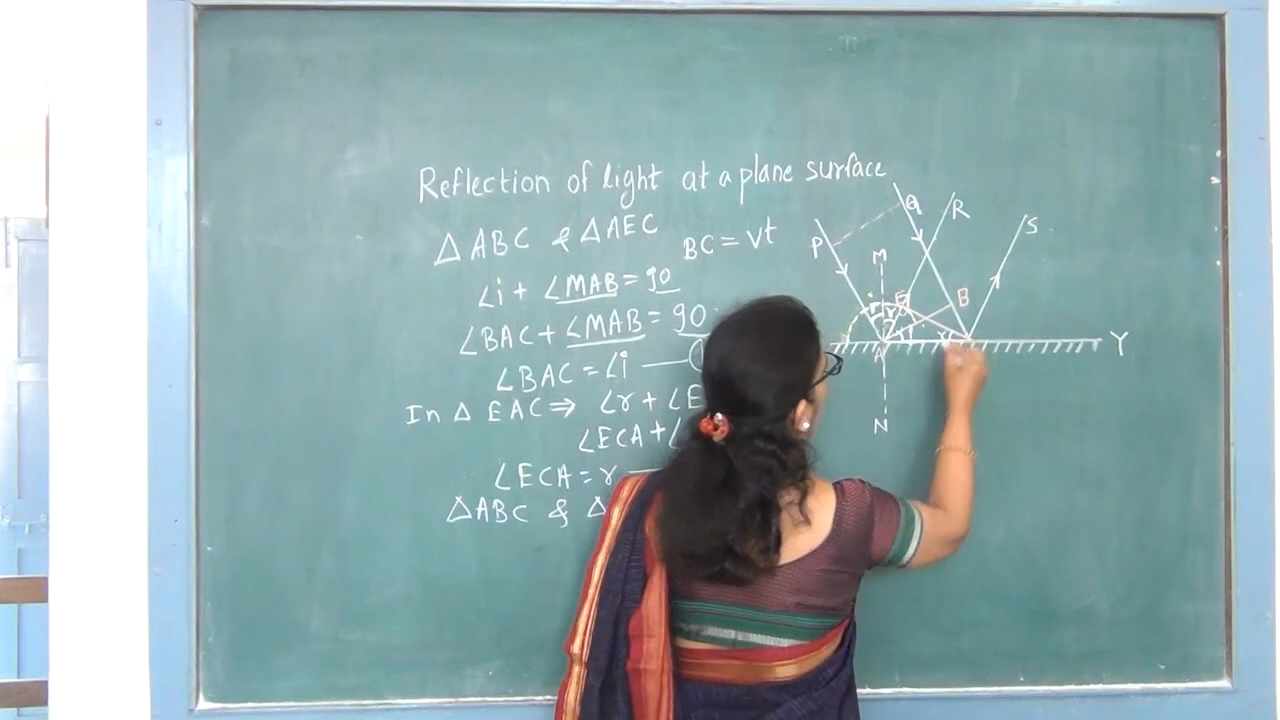 Reflection of light at a plane surface
△ ABC & △AEC
BC = vt
∠i + ∠MAB = 90
∠BAC + ∠MAB = 90
∠BAC = ∠i
In △ EAC ⇒ ∠r + ∠E
∠ECA + ∠
∠ECA = r
△ABC & △
P
Q
R
S
M
E
B
i
r
A
Y
N